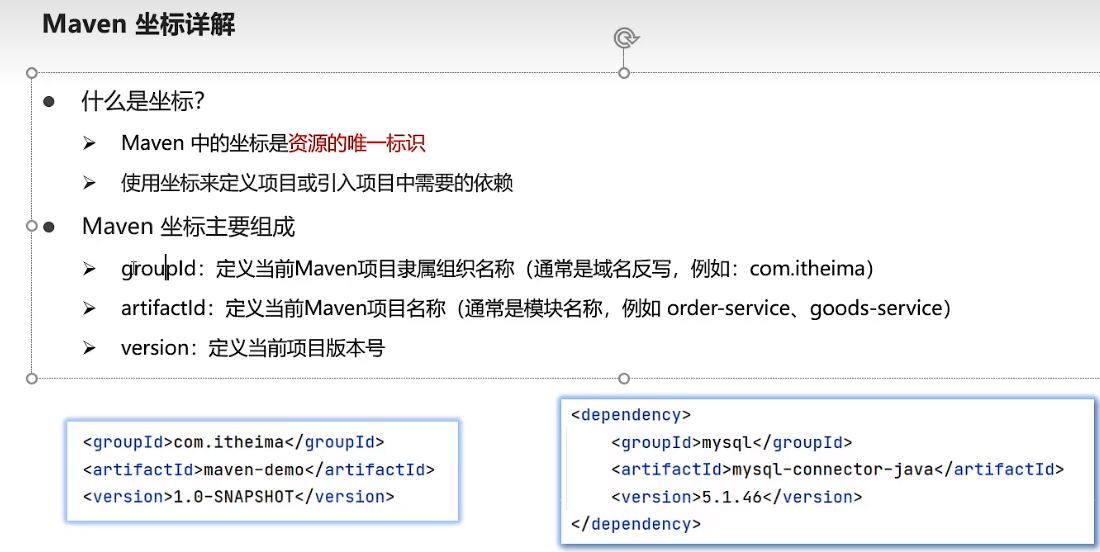 Maven 坐标详解
什么是坐标？
Maven 中的坐标是资源的唯一标识
使用坐标来定义项目或引入项目中需要的依赖
Maven 坐标主要组成
groupId：定义当前Maven项目隶属组织名称（通常是域名反写，例如：com.itheima）
artifactId：定义当前Maven项目名称（通常是模块名称，例如 order-service、goods-service）
version：定义当前项目版本号
<groupId>com.itheima</groupId>
<artifactId>maven-demo</artifactId>
<version>1.0-SNAPSHOT</version>
<dependency>
<groupId>mysql</groupId>
<artifactId>mysql-connector-java</artifactId>
<version>5.1.46</version>
</dependency>